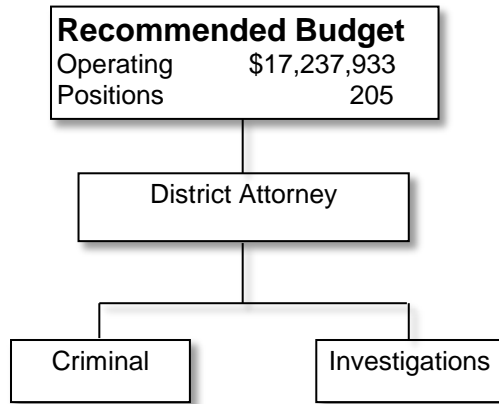 Recommended Budget
Operating $17,237,933
Positions 205
District Attorney
Criminal
Investigations